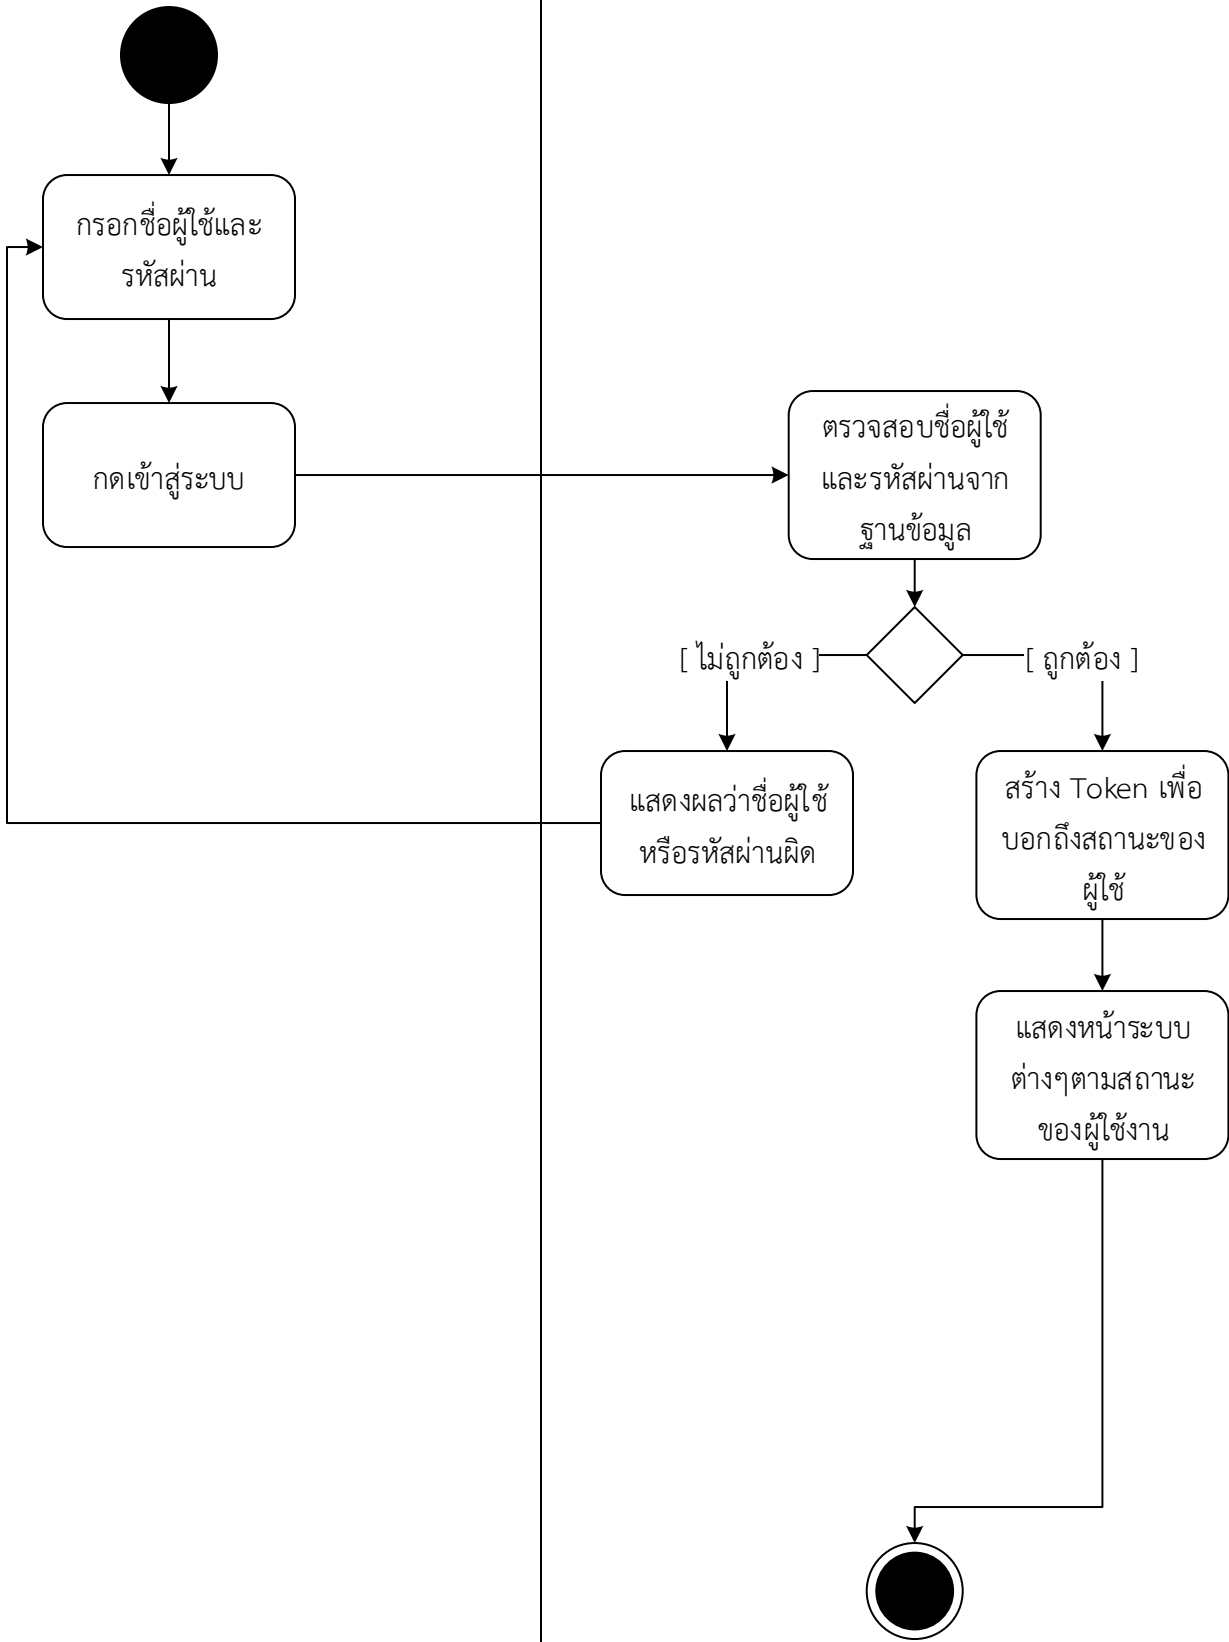 กรอกชื่อผู้ใช้และ
รหัสผ่าน
กดเข้าสู่ระบบ
ตรวจสอบชื่อผู้ใช้
และรหัสผ่านจาก
ฐานข้อมูล
[ ไม่ถูกต้อง ]
[ ถูกต้อง ]
แสดงผลว่าชื่อผู้ใช้
หรือรหัสผ่านผิด
สร้าง Token เพื่อ
บอกถึงสถานะของ
ผู้ใช้
แสดงหน้าระบบ
ต่างๆตามสถานะ
ของผู้ใช้งาน